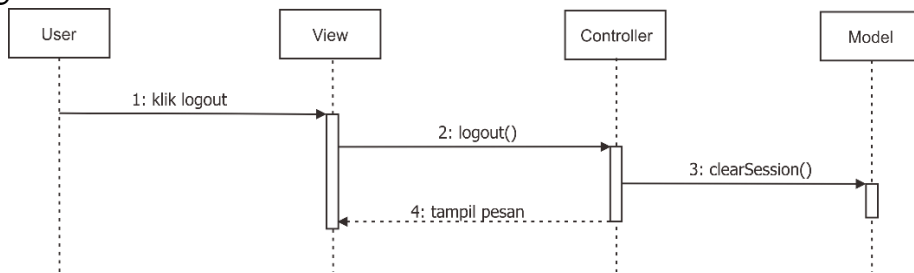 User
View
Controller
Model
1: klik logout
2: logout()
3: clearSession()
4: tampil pesan